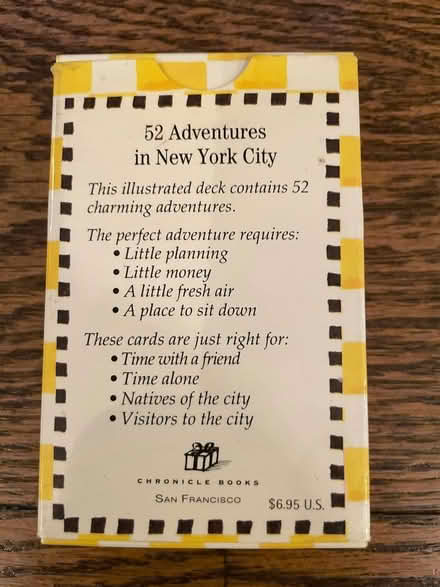 52 Adventures
in New York City
This illustrated deck contains 52
charming adventures.
The perfect adventure requires:
• Little planning
• Little money
• A little fresh air
• A place to sit down
These cards are just right for:
• Time with a friend
• Time alone
• Natives of the city
• Visitors to the city
CHRONICLE BOOKS
SAN FRANCISCO
$6.95 U.S.